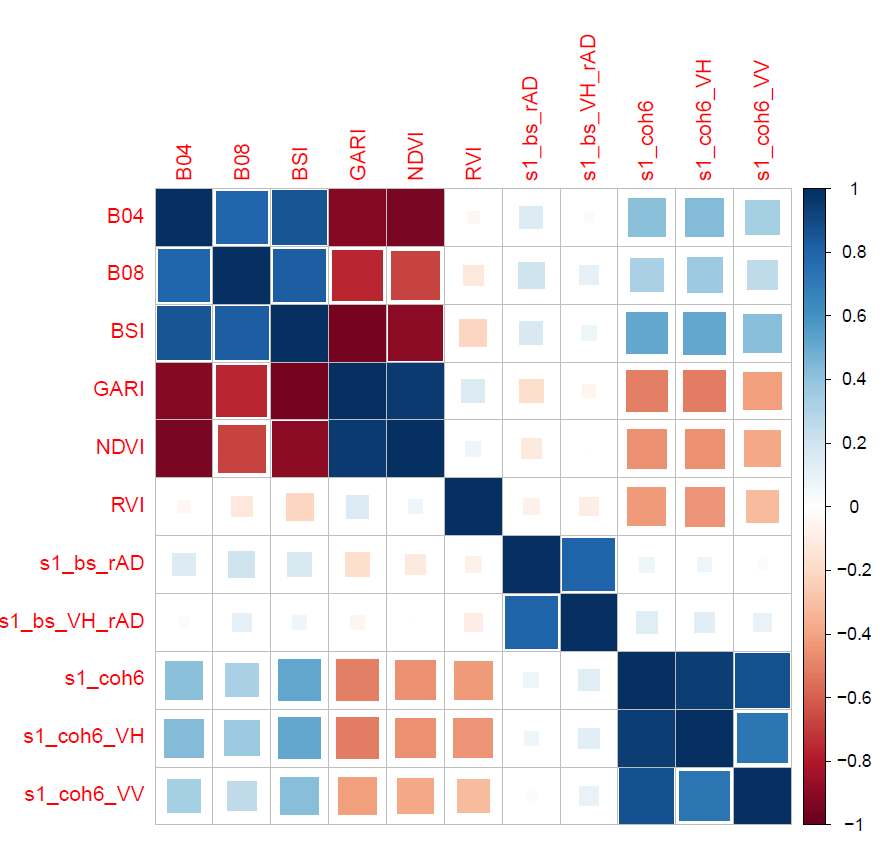 B04
B08
BSI
GARI
NDVI
RVI
s1_bs_rAD
s1_bs_VH_rAD
s1_coh6
s1_coh6_VH
s1_coh6_VV
B04
B08
BSI
GARI
NDVI
RVI
s1_bs_rAD
s1_bs_VH_rAD
s1_coh6
s1_coh6_VH
s1_coh6_VV
1
0.8
0.6
0.4
0.2
0
−0.2
−0.4
−0.6
−0.8
−1